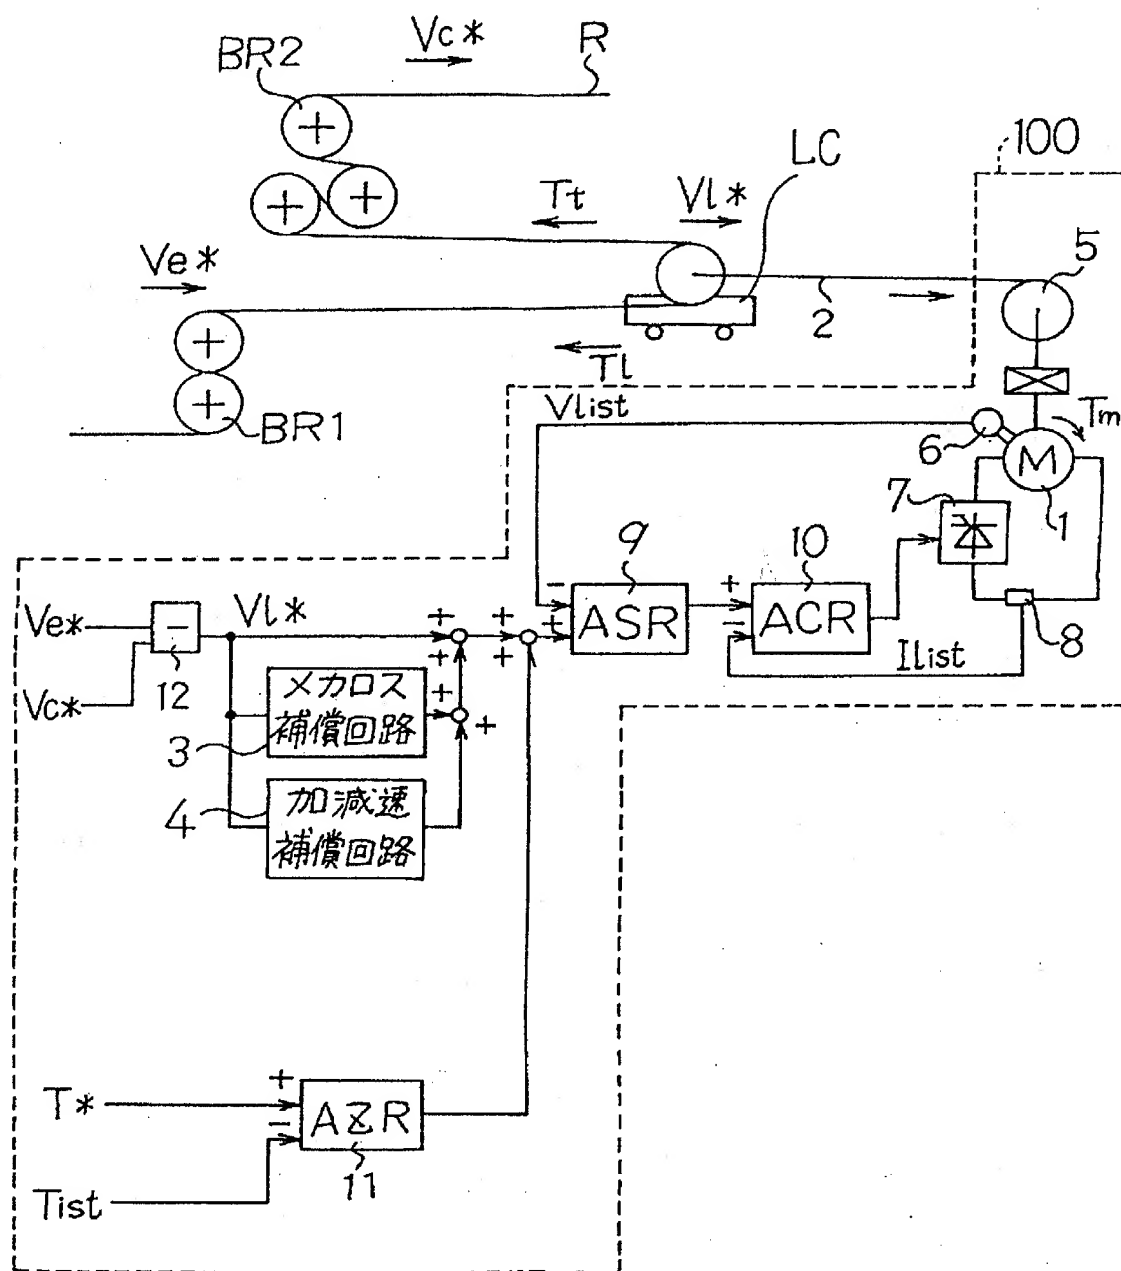 Vc*
R
BR2
100
LC
Tt
Vl*
5
Ve*
2
Tl
BR1
Vlist
6
Tm
M
1
7
9
10
ASR
ACR
8
Ilist
+
-
+
-
+
Ve*
-
Vl*
12
Vc*
+
+
+
+
+
+
メカロス
補償回路
3
加減速
補償回路
4
T*
+
-
AZR
11
Tist